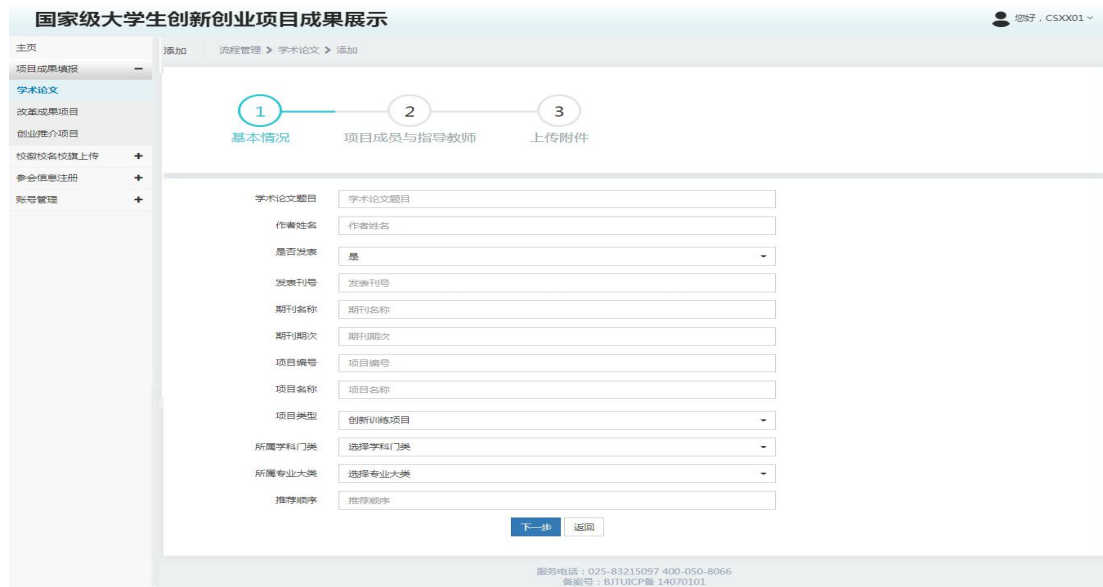 国家级大学生创新创业项目成果展示
您好，CSXX01
主页
项目成果填报 −
学术论文
改革成果项目
创业推介项目
校徽校名校旗上传 +
参会信息注册 +
账号管理 +
添加 流程管理 > 学术论文 > 添加
1 2 3
基本情况 项目成员与指导教师 上传附件
学术论文题目 学术论文题目
作者姓名 作者姓名
是否发表 是
发表刊号 发表刊号
期刊名称 期刊名称
期刊期次 期刊期次
项目编号 项目编号
项目名称 项目名称
项目类型 创新训练项目
所属学科门类 选择学科门类
所属专业大类 选择专业大类
推荐顺序 推荐顺序
下一步 返回
服务电话：025-83215097 400-050-8066
备案号：BJTUICP备 14070101